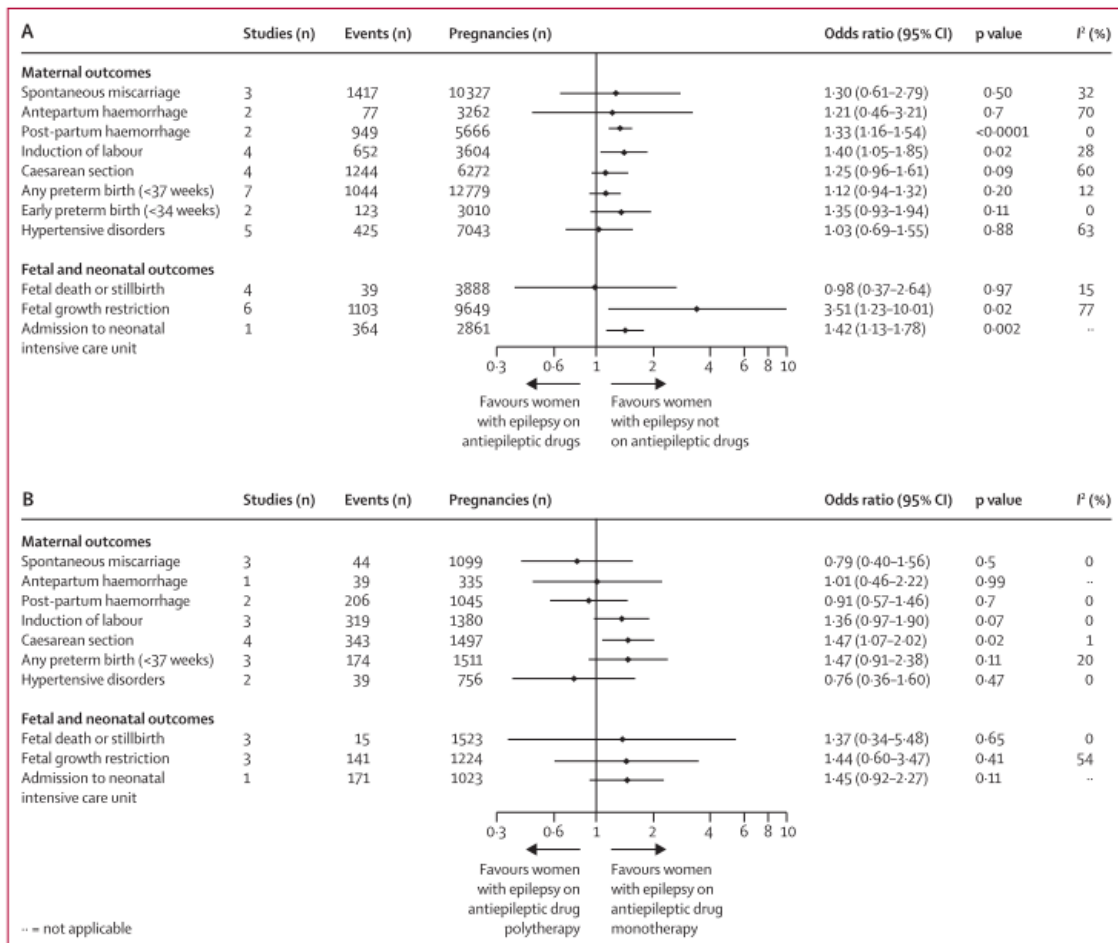 A Studies (n) Events (n) Pregnancies (n) Odds ratio (95% CI) p value I² (%)
Maternal outcomes
Spontaneous miscarriage 3 1417 10 327 1·30 (0·61–2·79) 0·50 32
Antepartum haemorrhage 2 77 3262 1·21 (0·46–3·21) 0·7 70
Post-partum haemorrhage 2 949 5666 1·33 (1·16–1·54) <0·0001 0
Induction of labour 4 652 3604 1·40 (1·05–1·85) 0·02 28
Caesarean section 4 1244 6272 1·25 (0·96–1·61) 0·09 60
Any preterm birth (<37 weeks) 7 1044 12 779 1·12 (0·94–1·32) 0·20 12
Early preterm birth (<34 weeks) 2 123 3010 1·35 (0·93–1·94) 0·11 0
Hypertensive disorders 5 425 7043 1·03 (0·69–1·55) 0·88 63
Fetal and neonatal outcomes
Fetal death or stillbirth 4 39 3888 0·98 (0·37–2·64) 0·97 15
Fetal growth restriction 6 1103 9649 3·51 (1·23–10·01) 0·02 77
Admission to neonatal 1 364 2861 1·42 (1·13–1·78) 0·002 ··
intensive care unit
0·3 0·6 1 2 4 6 8 10
Favours women Favours women
with epilepsy on with epilepsy not
antiepileptic drugs on antiepileptic drugs
B Studies (n) Events (n) Pregnancies (n) Odds ratio (95% CI) p value I² (%)
Maternal outcomes
Spontaneous miscarriage 3 44 1099 0·79 (0·40–1·56) 0·5 0
Antepartum haemorrhage 1 39 335 1·01 (0·46–2·22) 0·99 ··
Post-partum haemorrhage 2 206 1045 0·91 (0·57–1·46) 0·7 0
Induction of labour 3 319 1380 1·36 (0·97–1·90) 0·07 0
Caesarean section 4 343 1497 1·47 (1·07–2·02) 0·02 1
Any preterm birth (<37 weeks) 3 174 1511 1·47 (0·91–2·38) 0·11 20
Hypertensive disorders 2 39 756 0·76 (0·36–1·60) 0·47 0
Fetal and neonatal outcomes
Fetal death or stillbirth 3 15 1523 1·37 (0·34–5·48) 0·65 0
Fetal growth restriction 3 141 1224 1·44 (0·60–3·47) 0·41 54
Admission to neonatal 1 171 1023 1·45 (0·92–2·27) 0·11 ··
intensive care unit
0·3 0·6 1 2 4 6 8 10
Favours women Favours women
with epilepsy on with epilepsy on
antiepileptic drug antiepileptic drug
·· = not applicable polytherapy monotherapy